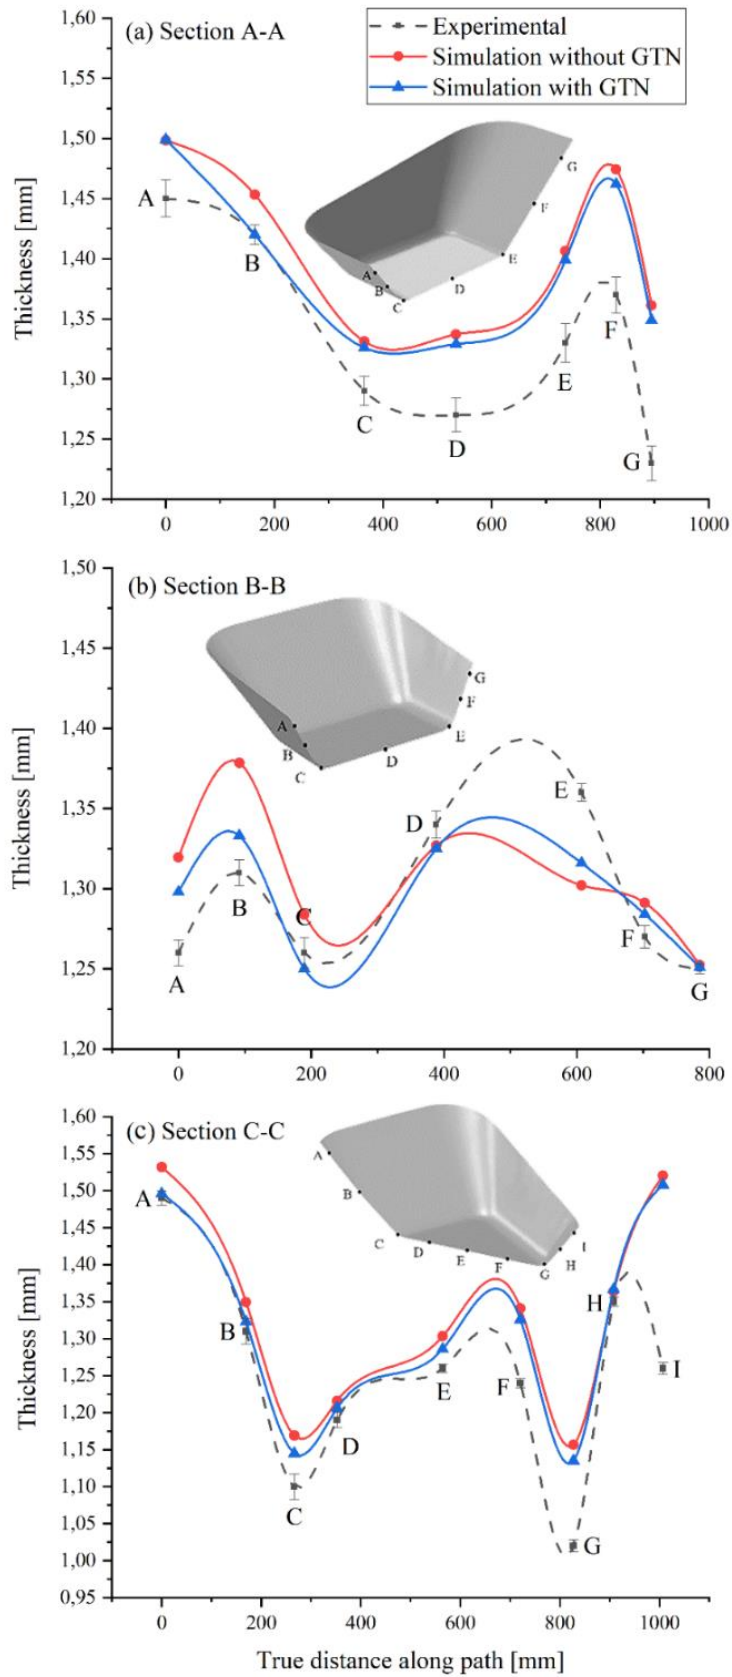 (a) Section A-A
Experimental
Simulation without GTN
Simulation with GTN
Thickness [mm]
1,60
1,55
1,50
1,45
1,40
1,35
1,30
1,25
1,20
A
B
C
D
E
F
G
A
B
C
D
E
F
G
0
200
400
600
800
1000
(b) Section B-B
Thickness [mm]
1,50
1,45
1,40
1,35
1,30
1,25
1,20
A
B
C
D
E
F
G
A
B
C
D
E
F
G
0
200
400
600
800
(c) Section C-C
Thickness [mm]
1,60
1,55
1,50
1,45
1,40
1,35
1,30
1,25
1,20
1,15
1,10
1,05
1,00
0,95
A
B
C
D
E
F
G
H
I
A
B
C
D
E
F
G
H
I
0
200
400
600
800
1000
True distance along path [mm]